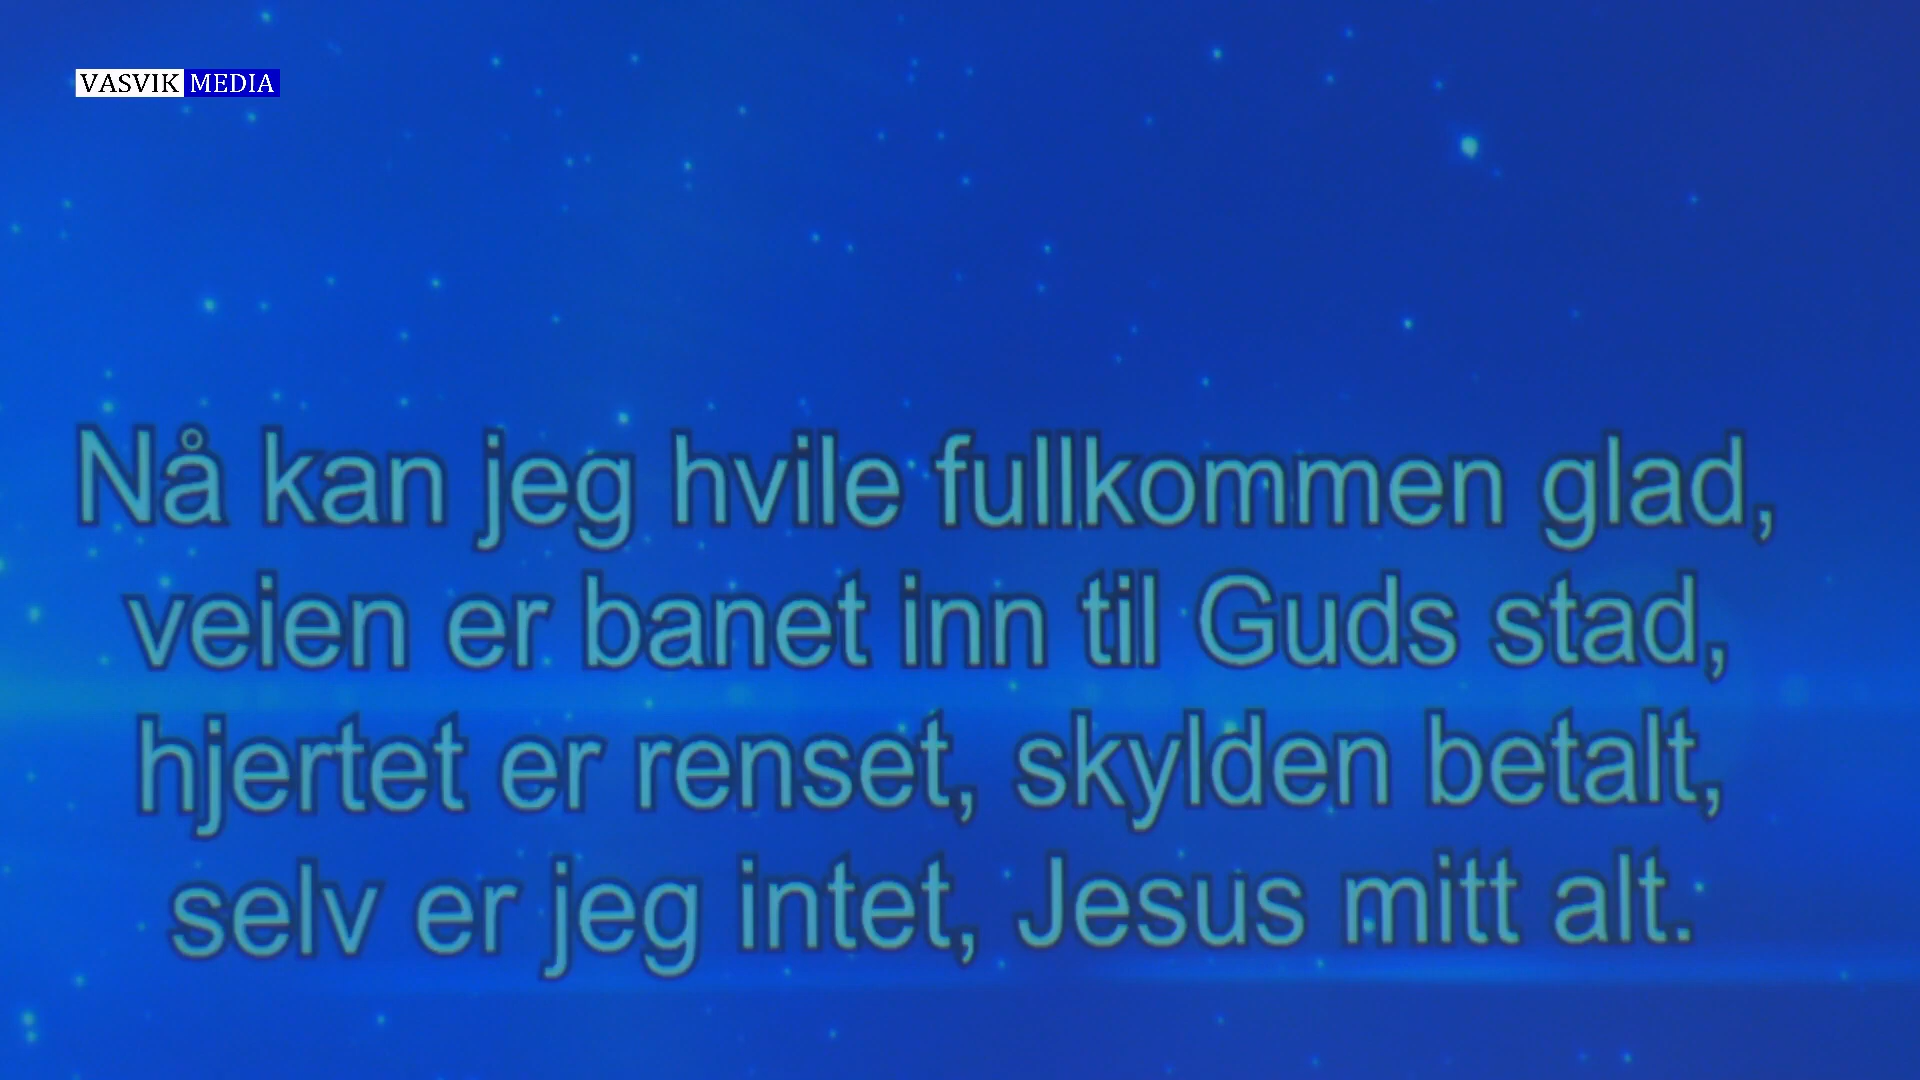 VASVIK MEDIA
Nå kan jeg hvile fullkommen glad,
veien er banet inn til Guds stad,
hjertet er renset, skylden betalt,
selv er jeg intet, Jesus mitt alt.